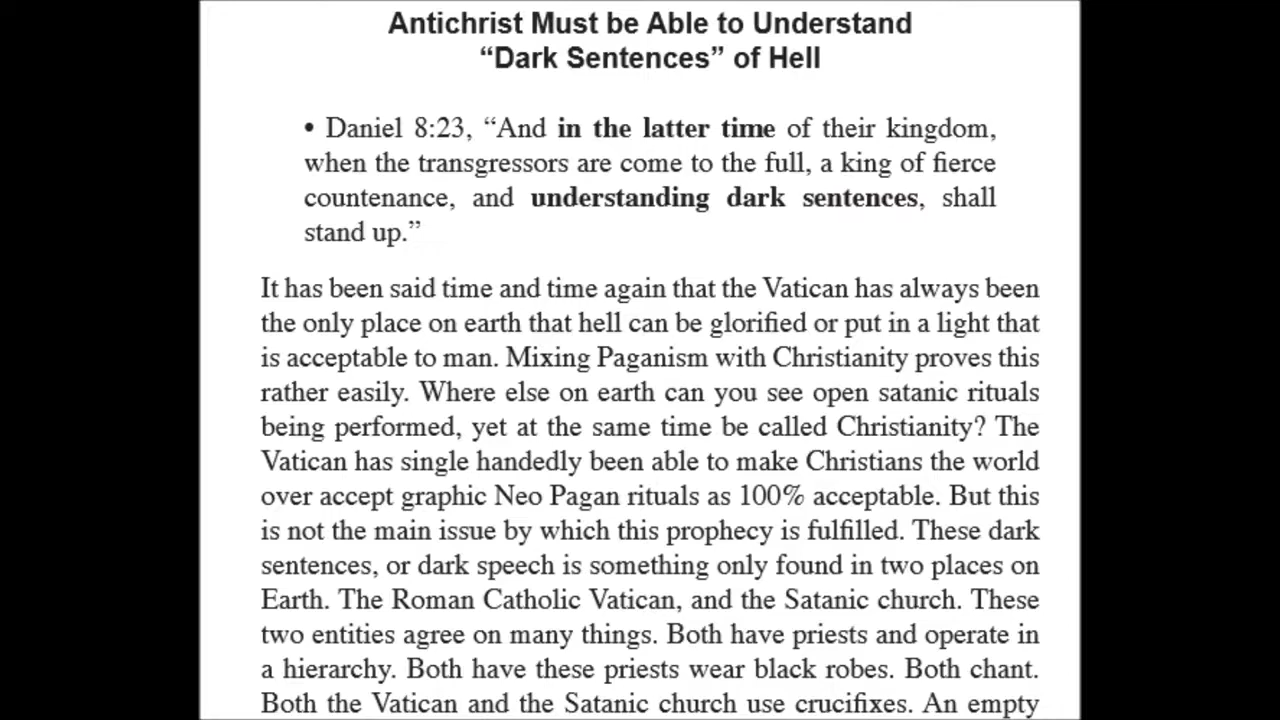 Antichrist Must be Able to Understand
“Dark Sentences” of Hell
• Daniel 8:23, “And in the latter time of their kingdom,
when the transgressors are come to the full, a king of fierce
countenance, and understanding dark sentences, shall
stand up.”
It has been said time and time again that the Vatican has always been
the only place on earth that hell can be glorified or put in a light that
is acceptable to man. Mixing Paganism with Christianity proves this
rather easily. Where else on earth can you see open satanic rituals
being performed, yet at the same time be called Christianity? The
Vatican has single handedly been able to make Christians the world
over accept graphic Neo Pagan rituals as 100% acceptable. But this
is not the main issue by which this prophecy is fulfilled. These dark
sentences, or dark speech is something only found in two places on
Earth. The Roman Catholic Vatican, and the Satanic church. These
two entities agree on many things. Both have priests and operate in
a hierarchy. Both have these priests wear black robes. Both chant.
Both the Vatican and the Satanic church use crucifixes. An empty